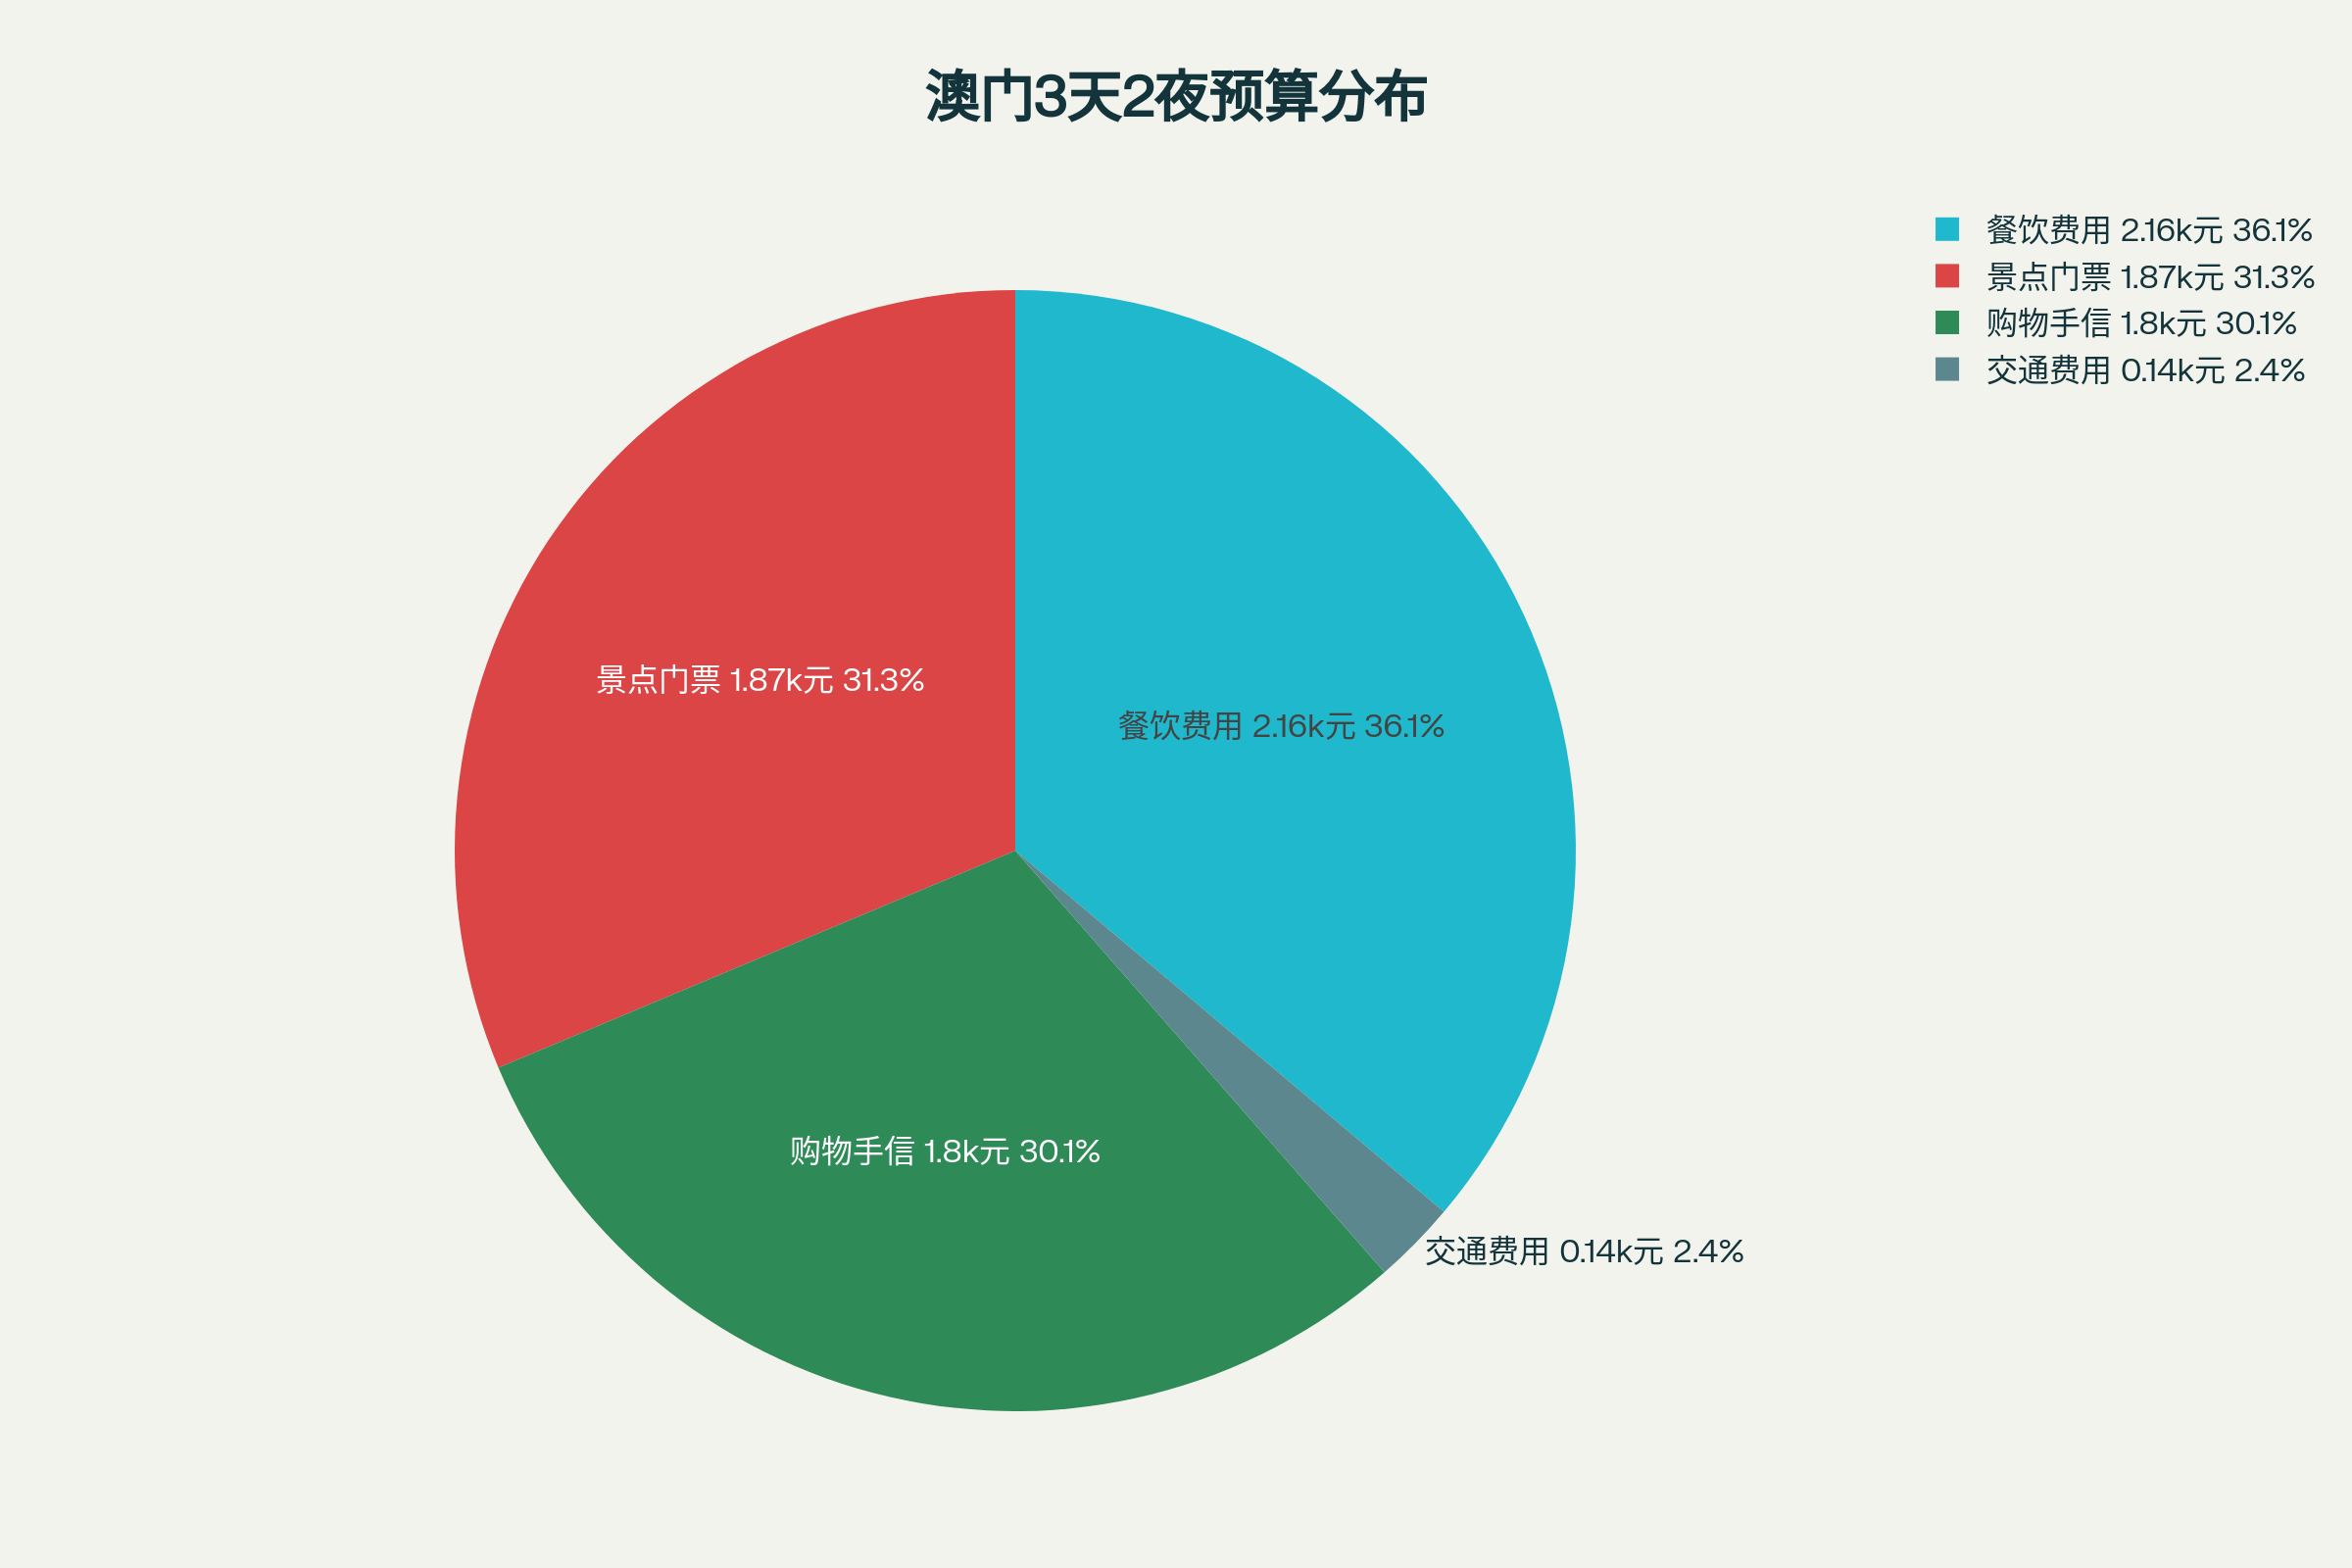 澳门3天2夜预算分布
餐饮费用 2.16k元 36.1%
景点门票 1.87k元 31.3%
购物手信 1.8k元 30.1%
交通费用 0.14k元 2.4%
景点门票 1.87k元 31.3%
餐饮费用 2.16k元 36.1%
购物手信 1.8k元 30.1%
交通费用 0.14k元 2.4%